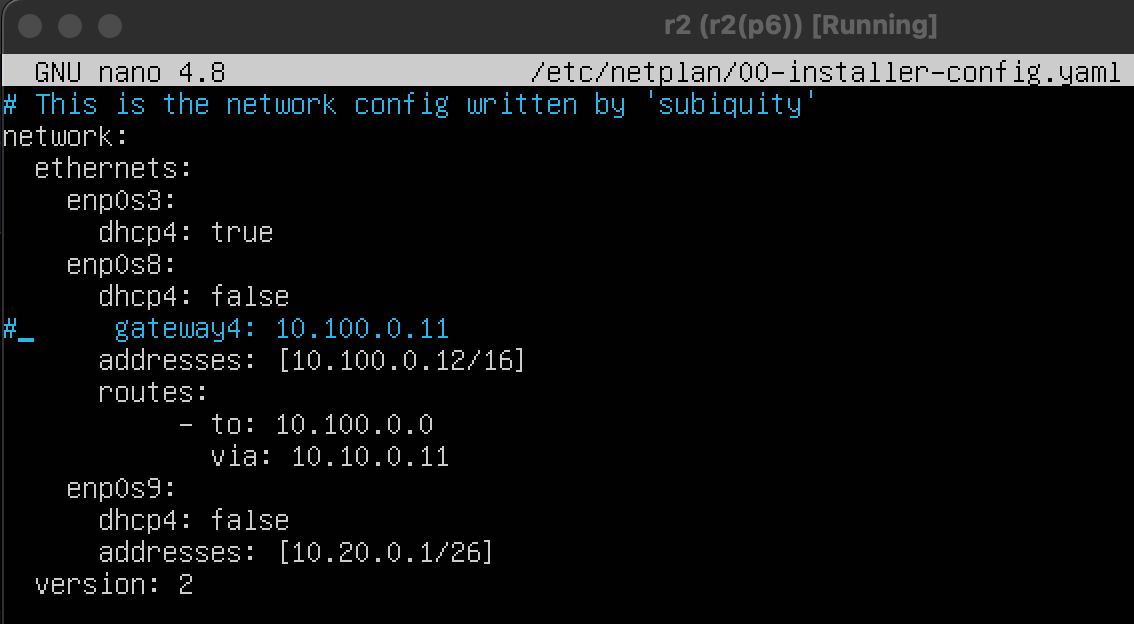 r2 (r2(p6)) [Running]
GNU nano 4.8 /etc/netplan/00-installer-config.yaml
# This is the network config written by 'subiquity'
network:
  ethernets:
    enp0s3:
      dhcp4: true
    enp0s8:
      dhcp4: false
#_     gateway4: 10.100.0.11
      addresses: [10.100.0.12/16]
      routes:
           - to: 10.100.0.0
             via: 10.10.0.11
    enp0s9:
      dhcp4: false
      addresses: [10.20.0.1/26]
  version: 2